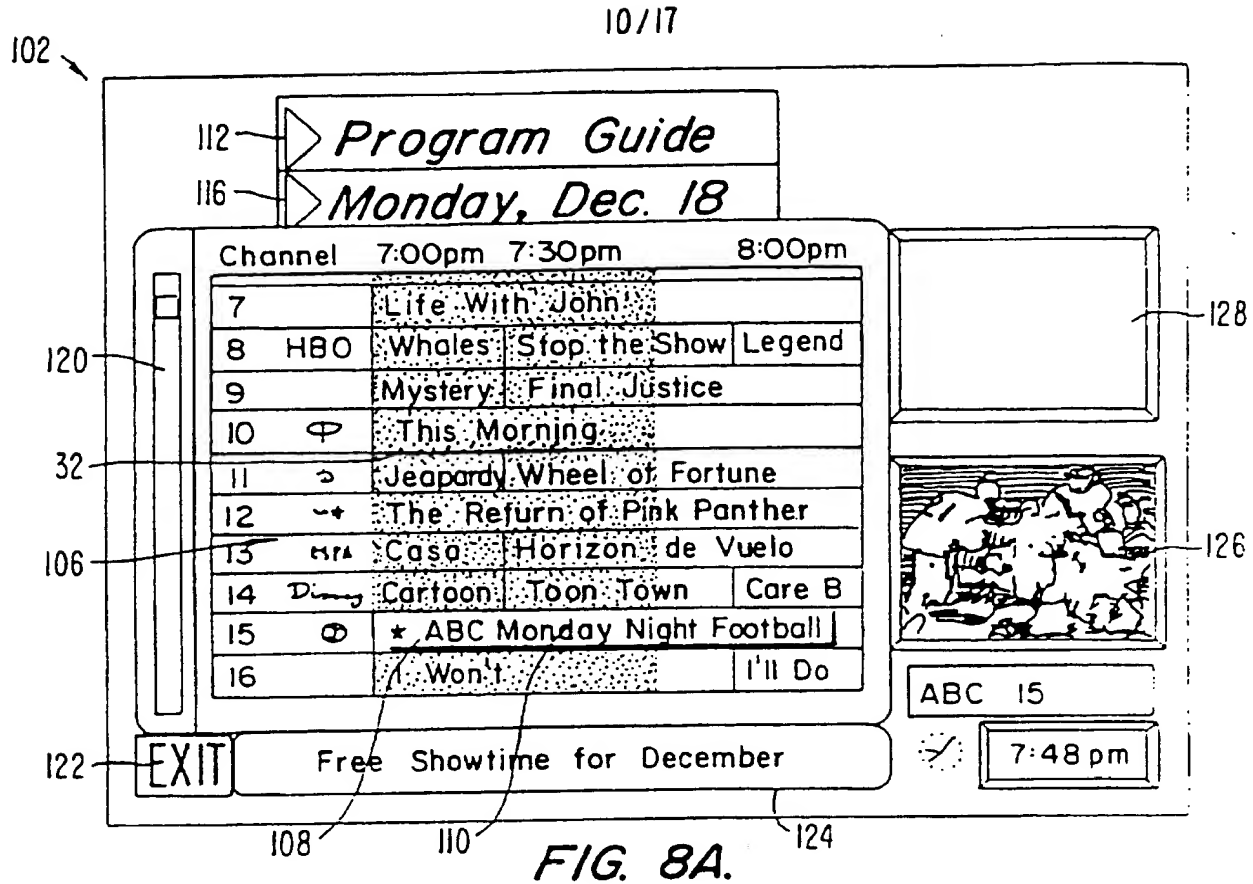 10/17
102
112 Program Guide
116 Monday, Dec. 18
Channel 7:00pm 7:30pm 8:00pm
7 Life With John
8 HBO Whales Stop the Show Legend
128
120
9 Mystery Final Justice
10 This Morning
32
11 Jeapardy Wheel of Fortune
12 The Return of Pink Panther
106
13 Casa Horizon de Vuelo
126
14 Disney Cartoon Toon Town Care B
15 * ABC Monday Night Football
16 I Won't I'll Do
ABC 15
122 EXIT Free Showtime for December
7:48 pm
108 110 124
FIG. 8A.